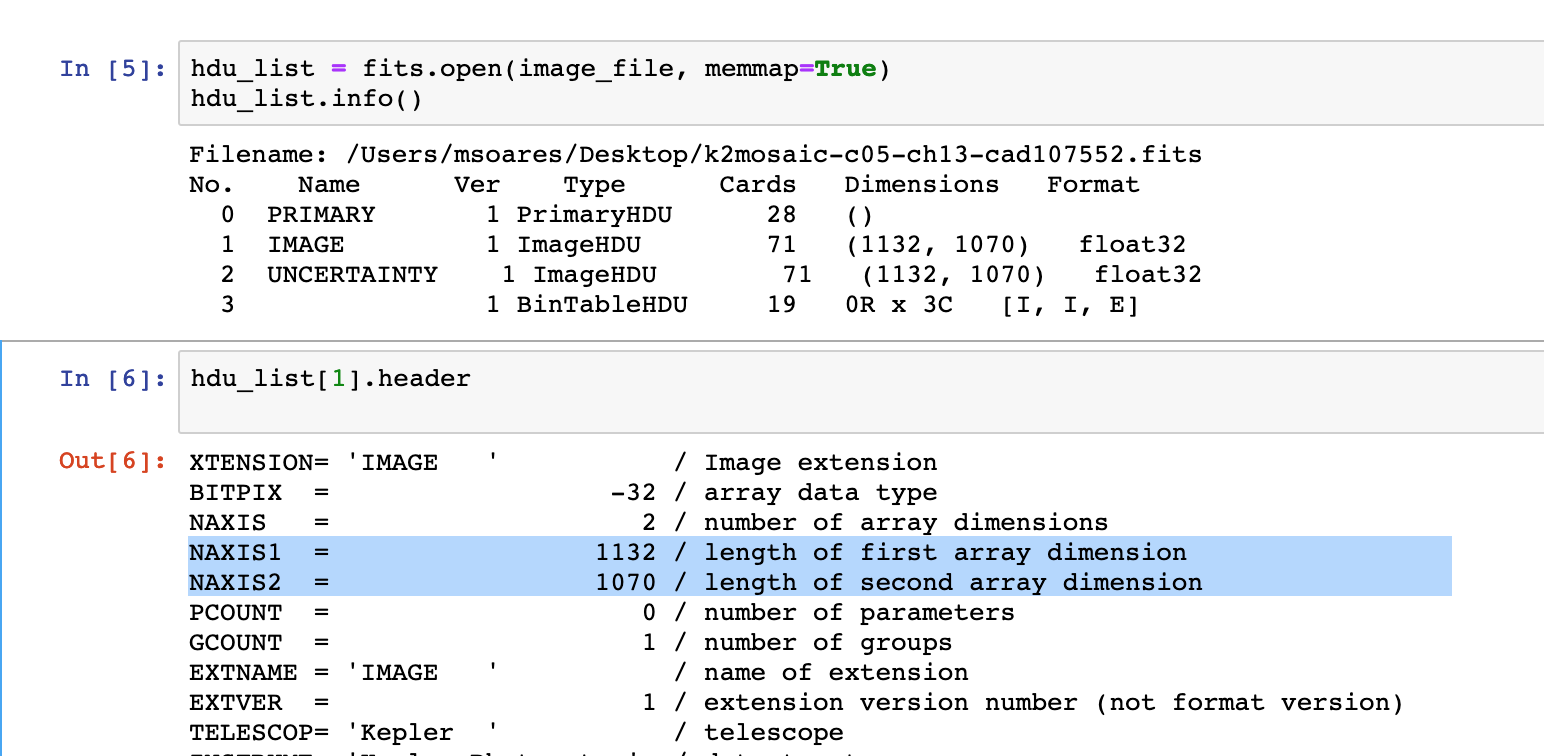 In [5]: hdu_list = fits.open(image_file, memmap=True)
hdu_list.info()
Filename: /Users/msoares/Desktop/k2mosaic-c05-ch13-cad107552.fits
No.    Name      Ver    Type      Cards   Dimensions   Format
  0  PRIMARY       1 PrimaryHDU      28   ()
  1  IMAGE         1 ImageHDU        71   (1132, 1070)   float32
  2  UNCERTAINTY    1 ImageHDU        71   (1132, 1070)   float32
  3                1 BinTableHDU     19   0R x 3C   [I, I, E]
In [6]: hdu_list[1].header
Out[6]: XTENSION= 'IMAGE   '           / Image extension
BITPIX  =                  -32 / array data type
NAXIS   =                    2 / number of array dimensions
NAXIS1  =                 1132 / length of first array dimension
NAXIS2  =                 1070 / length of second array dimension
PCOUNT  =                    0 / number of parameters
GCOUNT  =                    1 / number of groups
EXTNAME = 'IMAGE   '           / name of extension
EXTVER  =                    1 / extension version number (not format version)
TELESCOP= 'Kepler  '           / telescope